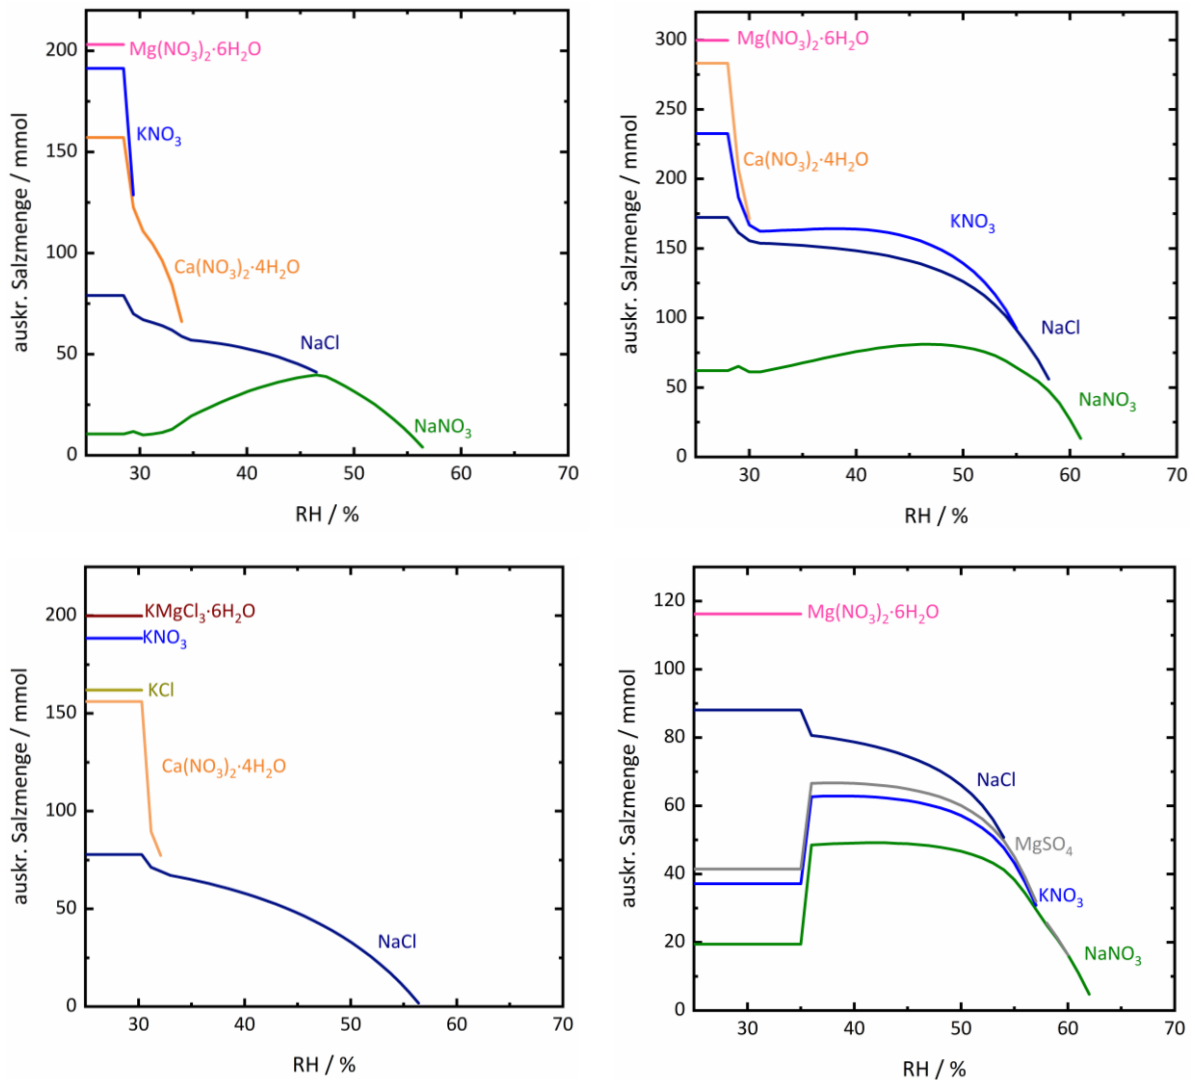 200
150
100
50
0
auskr. Salzmenge / mmol
Mg(NO₃)₂·6H₂O
KNO₃
Ca(NO₃)₂·4H₂O
NaCl
NaNO₃
30 40 50 60 70
RH / %
300
250
200
150
100
50
0
auskr. Salzmenge / mmol
Mg(NO₃)₂·6H₂O
Ca(NO₃)₂·4H₂O
KNO₃
NaCl
NaNO₃
30 40 50 60 70
RH / %
200
150
100
50
0
auskr. Salzmenge / mmol
KMgCl₃·6H₂O
KNO₃
KCl
Ca(NO₃)₂·4H₂O
NaCl
30 40 50 60 70
RH / %
120
100
80
60
40
20
0
auskr. Salzmenge / mmol
Mg(NO₃)₂·6H₂O
NaCl
MgSO₄
KNO₃
NaNO₃
30 40 50 60 70
RH / %